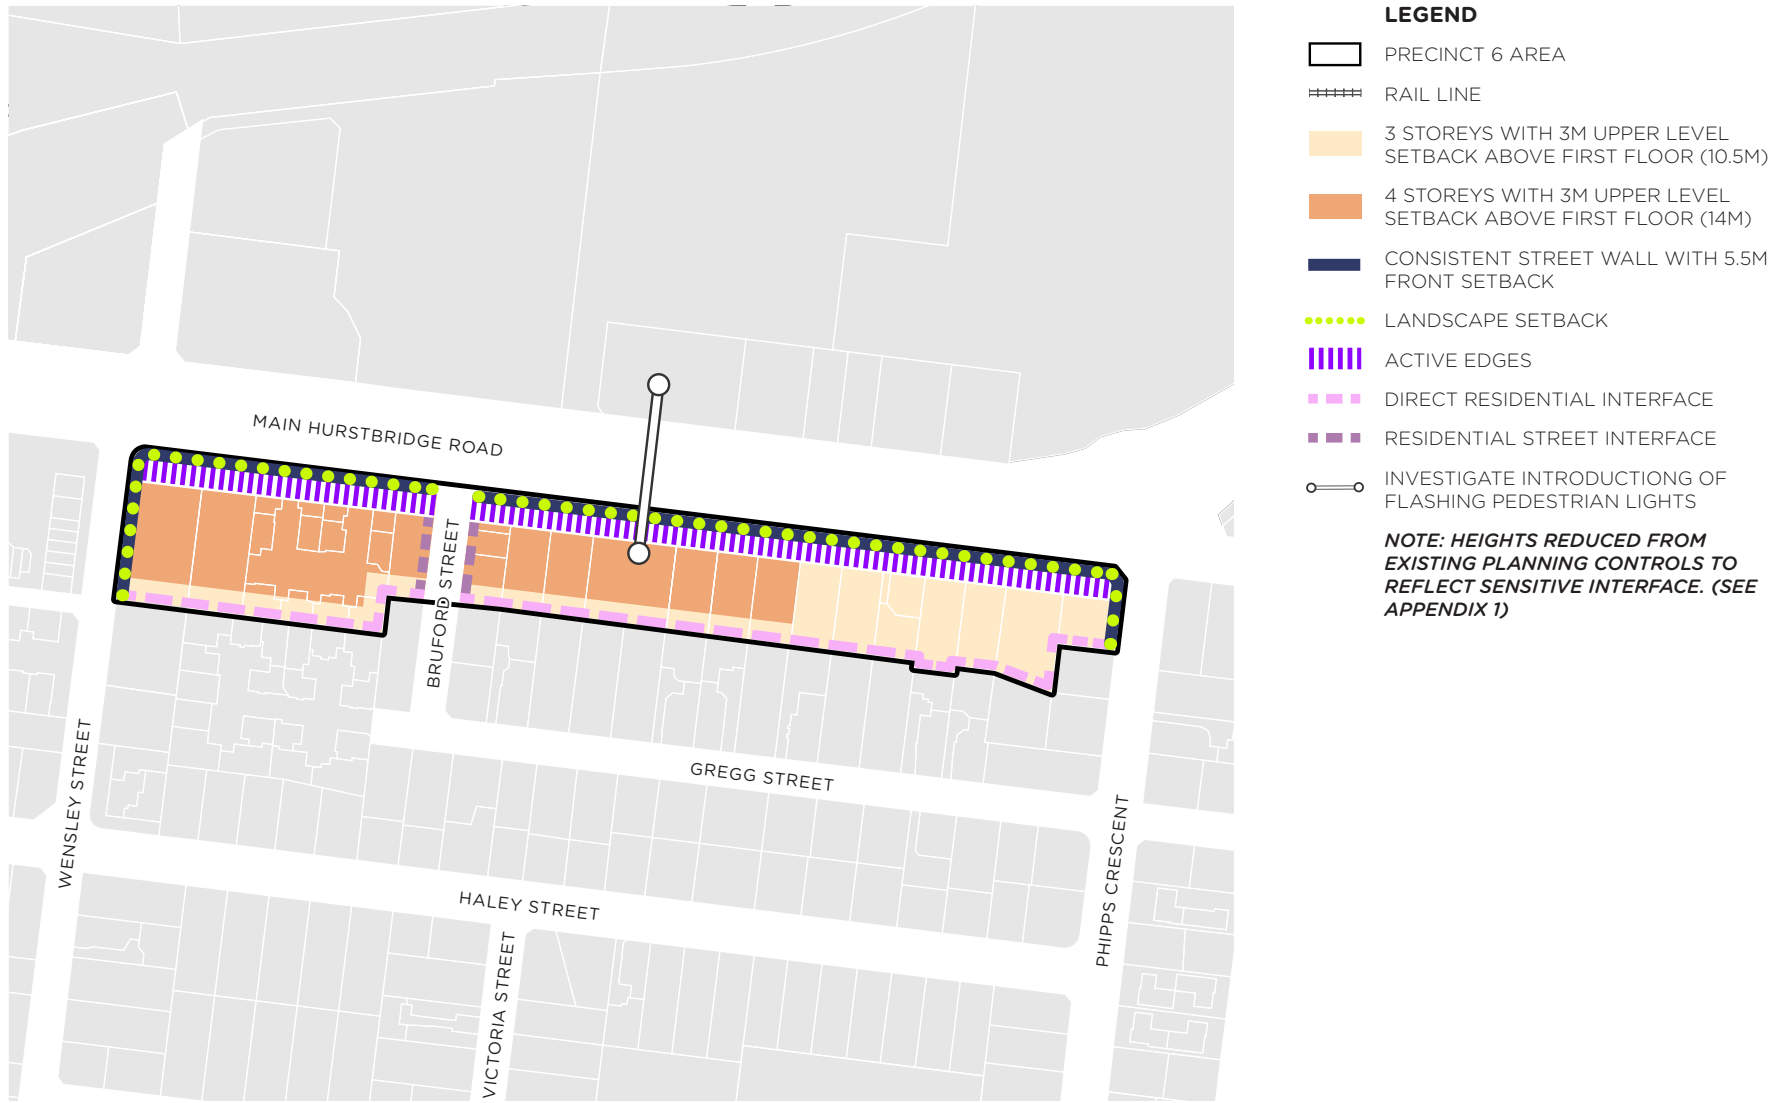 LEGEND
PRECINCT 6 AREA
RAIL LINE
3 STOREYS WITH 3M UPPER LEVEL
SETBACK ABOVE FIRST FLOOR (10.5M)
4 STOREYS WITH 3M UPPER LEVEL
SETBACK ABOVE FIRST FLOOR (14M)
CONSISTENT STREET WALL WITH 5.5M
FRONT SETBACK
LANDSCAPE SETBACK
ACTIVE EDGES
DIRECT RESIDENTIAL INTERFACE
RESIDENTIAL STREET INTERFACE
INVESTIGATE INTRODUCTIONG OF
FLASHING PEDESTRIAN LIGHTS
NOTE: HEIGHTS REDUCED FROM
EXISTING PLANNING CONTROLS TO
REFLECT SENSITIVE INTERFACE. (SEE
APPENDIX 1)
MAIN HURSTBRIDGE ROAD
BRUFORD STREET
WENSLEY STREET
GREGG STREET
PHIPPS CRESCENT
HALEY STREET
VICTORIA STREET